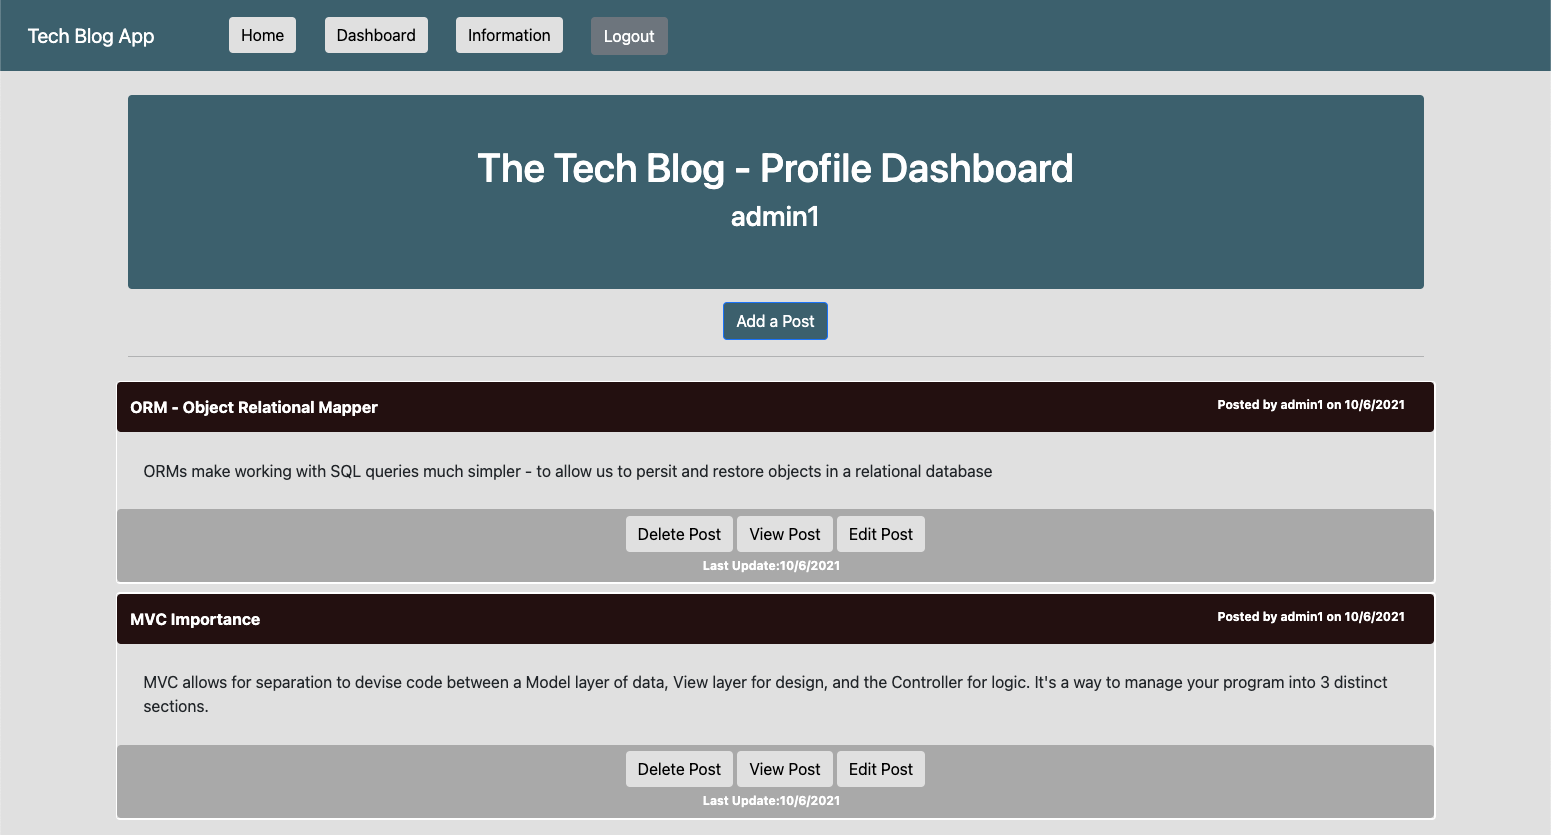 Tech Blog App Home Dashboard Information Logout
The Tech Blog - Profile Dashboard
admin1
Add a Post
ORM - Object Relational Mapper Posted by admin1 on 10/6/2021
ORMs make working with SQL queries much simpler - to allow us to persit and restore objects in a relational database
Delete Post View Post Edit Post
Last Update:10/6/2021
MVC Importance Posted by admin1 on 10/6/2021
MVC allows for separation to devise code between a Model layer of data, View layer for design, and the Controller for logic. It's a way to manage your program into 3 distinct
sections.
Delete Post View Post Edit Post
Last Update:10/6/2021